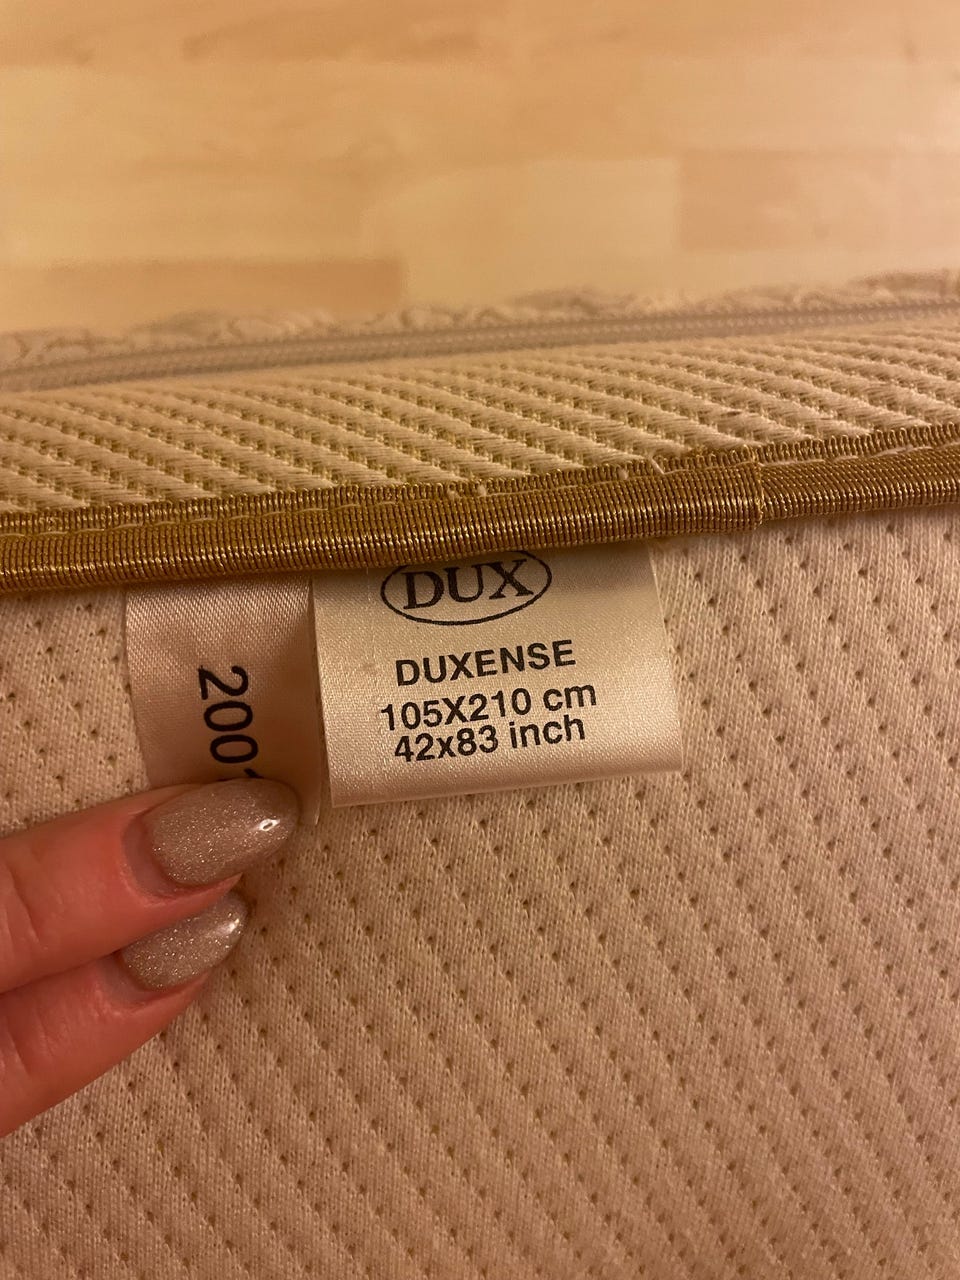 DUX
DUXENSE
105X210 cm
42x83 inch
200